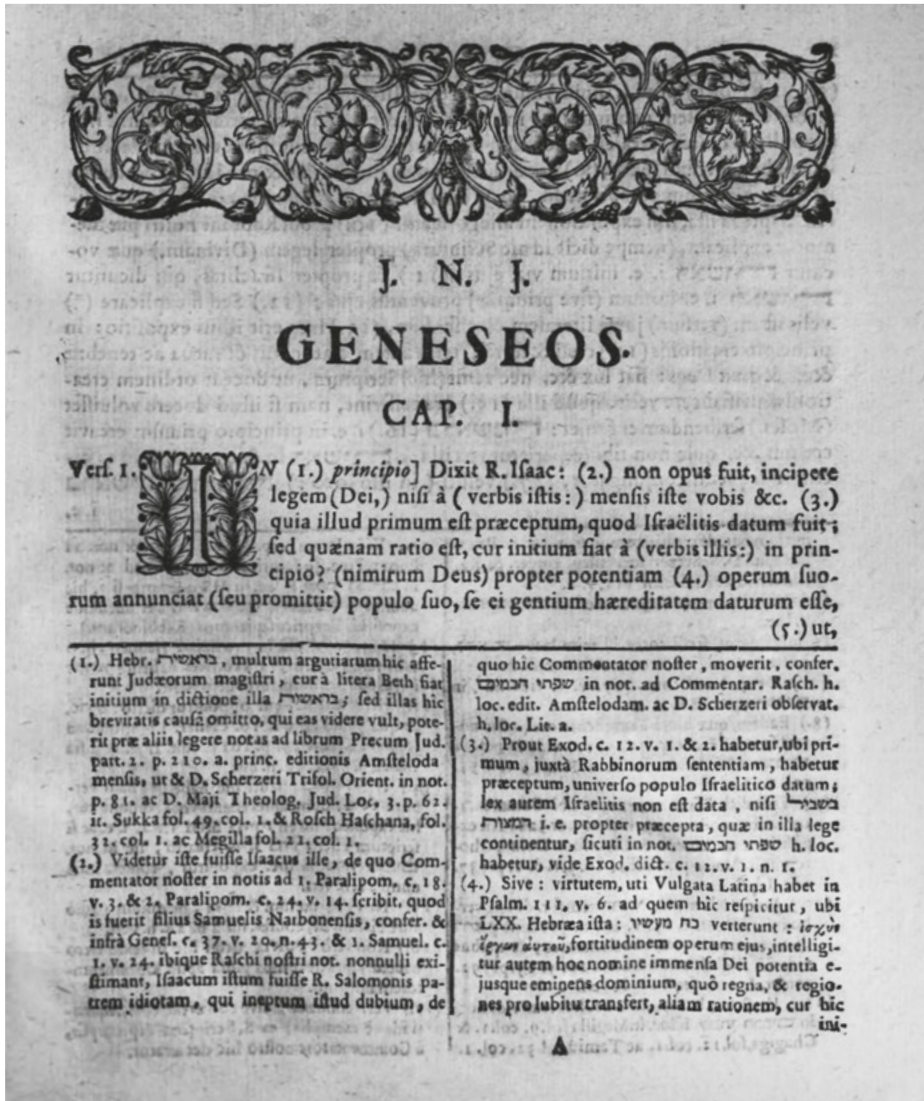 J. N. J.
GENESEOS.
CAP. I.
Vers. 1. IN (1.) principio] Dixit R. Isaac: (2.) non opus fuit, incipere
legem (Dei,) nisi à (verbis istis:) mensis iste vobis &c. (3.)
quia illud primum est præceptum, quod Israëlitis datum fuit;
sed quænam ratio est, cur initium fiat à (verbis illis:) in prin-
cipio? (nimirum Deus) propter potentiam (4.) operum suo-
rum annunciat (seu promittit) populo suo, se ei gentium hæreditatem daturum esse,
(5.) ut,
(1.) Hebr. בראשית, multum argutiarum hic affe-
runt Judæorum magistri, cur à litera Beth fiat
initium in dictione illa בראשית; sed illas hic
brevitatis causâ omitto, qui eas videre vult, pote-
rit præ aliis legere notas ad librum Precum Jud.
part. 2. p. 210. a. princ. editionis Amsteloda
mensis, ut & D. Scherzeri Trifol. Orient. in not.
p. 81. ac D. Maji Theolog. Jud. Loc. 3. p. 62.
it. Sukka fol. 49. col. 1. & Rosch Haschana, fol.
32. col. 1. ac Megilla fol. 21. col. 1.
(2.) Videtur iste fuisse Isaacus ille, de quo Com-
mentator noster in notis ad 1. Paralipom. c. 18.
v. 3. & 2. Paralipom. c. 24. v. 14. scribit, quod
is fuerit filius Samuelis Narbonensis, confer. &
infrà Genes. c. 37. v. 20. n. 43. & 1. Samuel. c.
1. v. 24. ibique Raschi nostri not. nonnulli exi-
stimant, Isaacum istum fuisse R. Salomonis pa-
trem idiotam, qui ineptum istud dubium, de
quo hic Commentator noster, moverit, confer.
שפתי חכמים in not. ad Commentar. Rasch. h.
loc. edit. Amstelodam. ac D. Scherzeri observat.
h. lor. Lit. a.
(3.) Prout Exod. c. 12. v. 1. & 2. habetur, ubi pri-
mum, juxtà Rabbinorum sententiam, habetur
præceptum, universo populo Israelitico datum;
lex autem Israelitis non est data, nisi בשביל
המצות i. e. propter præcepta, quæ in illa lege
continentur, sicuti in not. שפתי חכמים h. loc.
habetur, vide Exod. dict. c. 12. v. 1. n. 1.
(4.) Sive: virtutem, uti Vulgata Latina habet in
Psalm. 111. v. 6. ad quem hic respicitur, ubi
LXX. Hebræa ista: כח מעשיו verterunt: ἰσχὺν
ἔργων αὐτοῦ, fortitudinem operum ejus, intelligi-
tur autem hoc nomine immensa Dei potentia e-
jusque eminens dominium, quô regna, & regio-
nes pro lubitu transfert, aliam rationem, cur hic
ini-
A